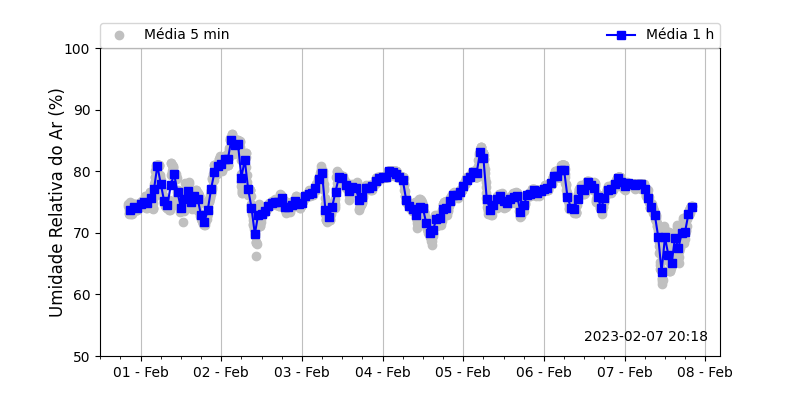 Média 5 min
Média 1 h
100
90
80
70
60
50
Umidade Relativa do Ar (%)
2023-02-07 20:18
01 - Feb
02 - Feb
03 - Feb
04 - Feb
05 - Feb
06 - Feb
07 - Feb
08 - Feb